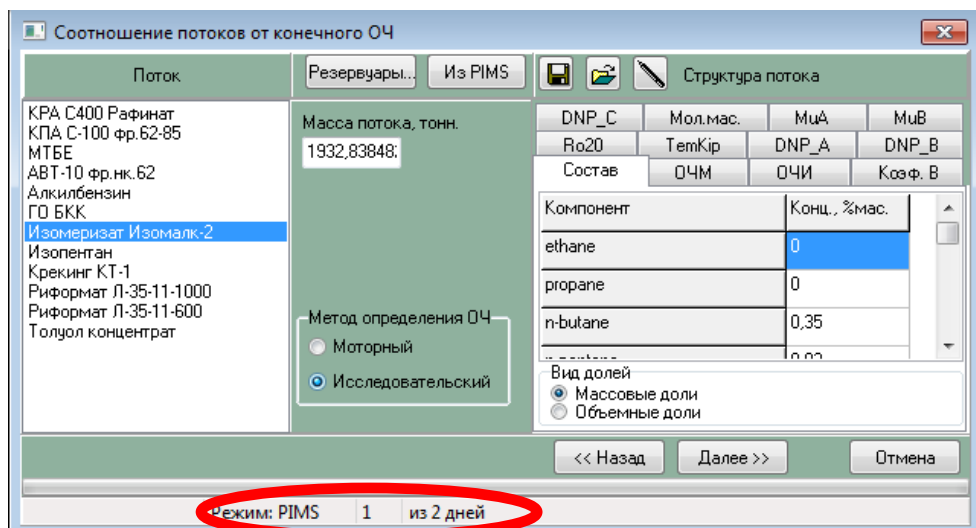 Соотношение потоков от конечного ОЧ
Поток
Резервуары...
Из PIMS
Структура потока
КРА С400 Рафинат
КПА С-100 фр.62-85
МТБЕ
АВТ-10 фр.нк.62
Алкилбензин
ГО БКК
Изомеризат Изомалк-2
Изопентан
Крекинг КТ-1
Риформат Л-35-11-1000
Риформат Л-35-11-600
Толуол концентрат
Масса потока, тонн.
1932,83848
Метод определения ОЧ
Моторный
Исследовательский
DNP_C Мол.мас. MuA MuB
Ro20 TemKip DNP_A DNP_B
Состав ОЧМ ОЧИ Коэф. В
Компонент Конц., %мас.
ethane 0
propane 0
n-butane 0,35
Вид долей
Массовые доли
Объемные доли
<< Назад
Далее >>
Отмена
Режим: PIMS 1 из 2 дней